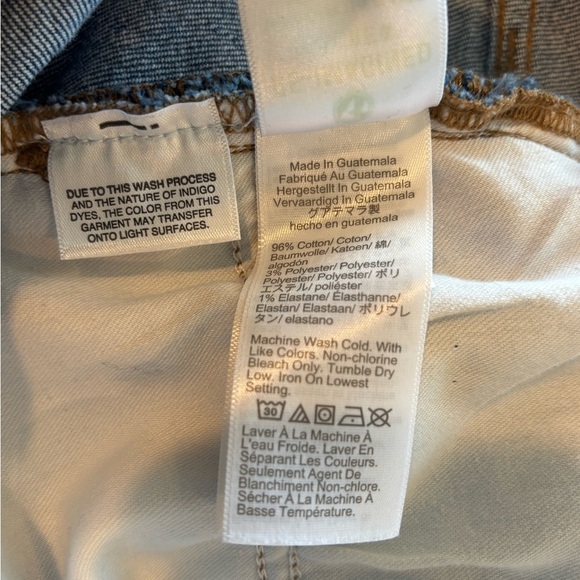 DUE TO THIS WASH PROCESS
AND THE NATURE OF INDIGO
DYES, THE COLOR FROM THIS
GARMENT MAY TRANSFER
ONTO LIGHT SURFACES.
Made In Guatemala
Fabriqué Au Guatemala
Hergestellt In Guatemala
Vervaardigd In Guatemala
グアテマラ製
hecho en guatemala
96% Cotton/ Coton/
Baumwolle/ Katoen/ 綿/
algodón
3% Polyester/ Polyester/
Polyester/ Polyester/ ポリ
エステル/ poliéster
1% Elastane/ Élasthanne/
Elastan/ Elastaan/ ポリウレ
タン/ elastano
Machine Wash Cold. With
Like Colors. Non-chlorine
Bleach Only. Tumble Dry
Low. Iron On Lowest
Setting.
30
Laver À La Machine À
L'eau Froide. Laver En
Séparant Les Couleurs.
Seulement Agent De
Blanchiment Non-chlore.
Sécher À La Machine À
Basse Température.